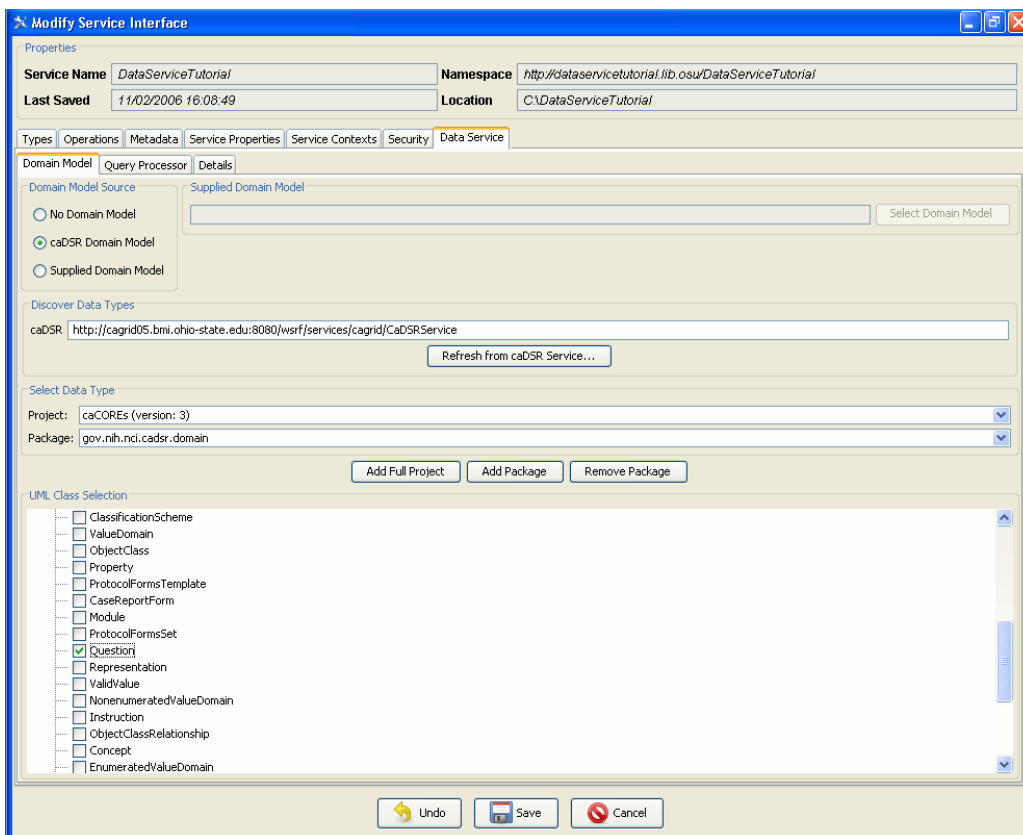 Modify Service Interface
Properties
Service Name DataServiceTutorial Namespace http://dataservicetutorial.lib.osu/DataServiceTutorial
Last Saved 11/02/2006 16:08:49 Location C:\DataServiceTutorial
Types Operations Metadata Service Properties Service Contexts Security Data Service
Domain Model Query Processor Details
Domain Model Source Supplied Domain Model
No Domain Model Select Domain Model
caDSR Domain Model
Supplied Domain Model
Discover Data Types
caDSR http://cagrid05.bmi.ohio-state.edu:8080/wsrf/services/cagrid/CaDSRService
Refresh from caDSR Service...
Select Data Type
Project: caCOREs (version: 3)
Package: gov.nih.nci.cadsr.domain
Add Full Project Add Package Remove Package
UML Class Selection
ClassificationScheme
ValueDomain
ObjectClass
Property
ProtocolFormsTemplate
CaseReportForm
Module
ProtocolFormsSet
Question
Representation
ValidValue
NonenumeratedValueDomain
Instruction
ObjectClassRelationship
Concept
EnumeratedValueDomain
Undo Save Cancel